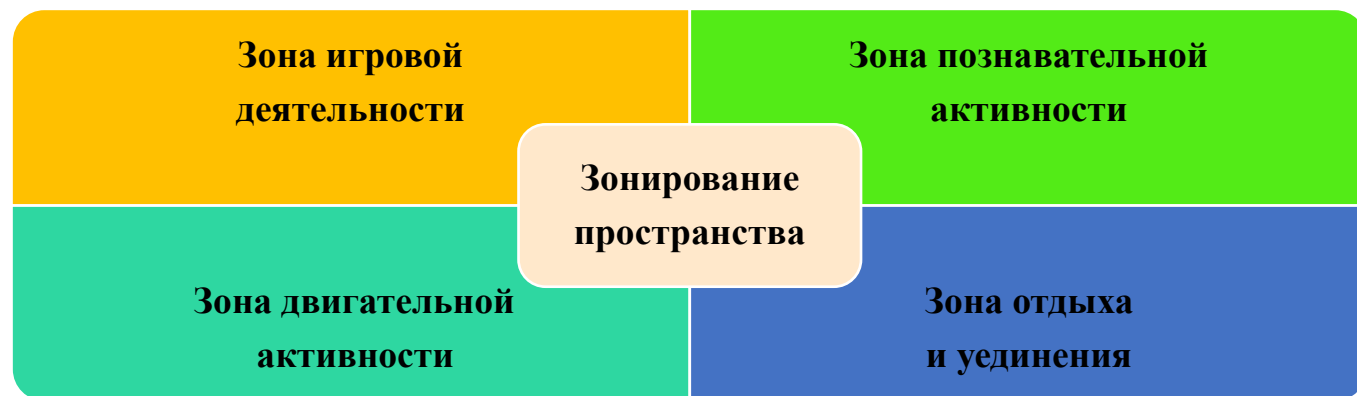 Зона игровой
деятельности
Зона познавательной
активности
Зонирование
пространства
Зона двигательной
активности
Зона отдыха
и уединения